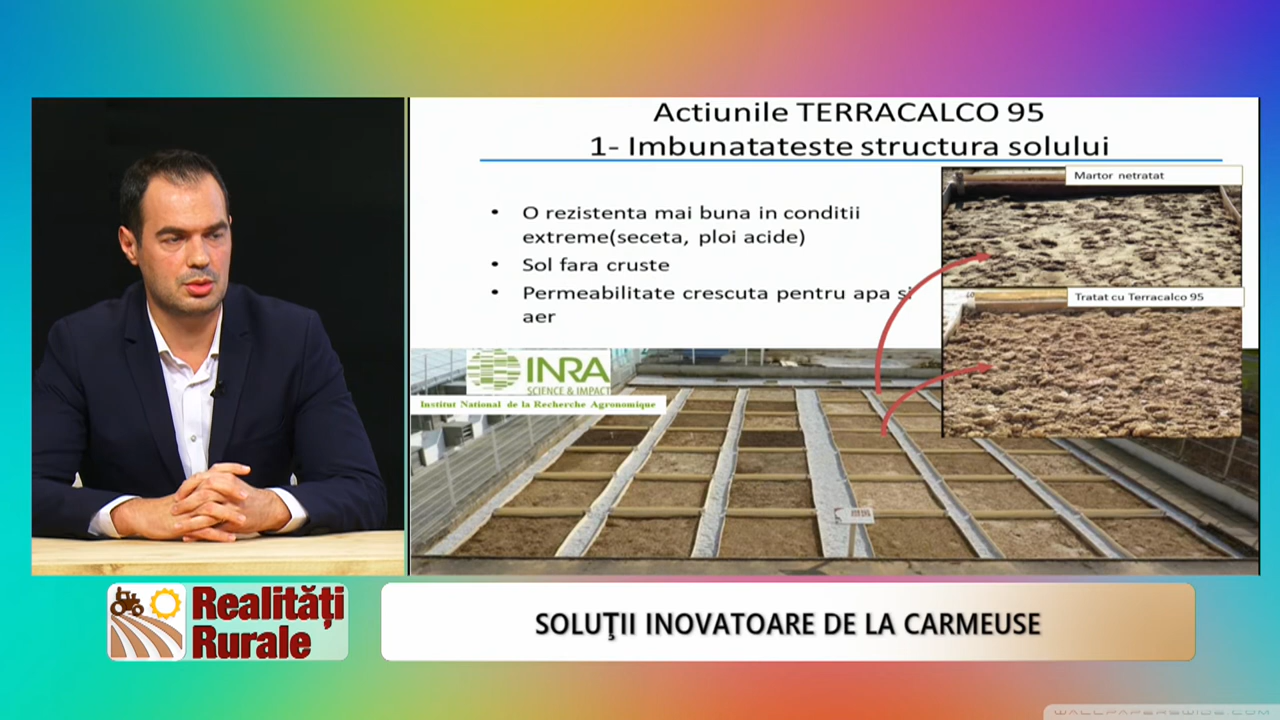 Actiunile TERRACALCO 95
1- Imbunatateste structura solului
Martor netratat
• O rezistenta mai buna in conditii
extreme(seceta, ploi acide)
• Sol fara cruste
• Permeabilitate crescuta pentru apa si
aer
Tratat cu Terracalco 95
INRA
SCIENCE & IMPACT
Institut National de la Recherche Agronomique
Realităţi
Rurale
SOLUŢII INOVATOARE DE LA CARMEUSE
WALLPAPERSWIDE.COM